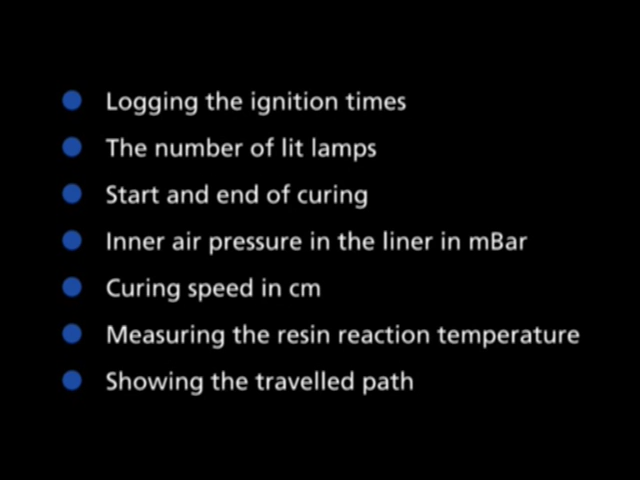 Logging the ignition times
The number of lit lamps
Start and end of curing
Inner air pressure in the liner in mBar
Curing speed in cm
Measuring the resin reaction temperature
Showing the travelled path